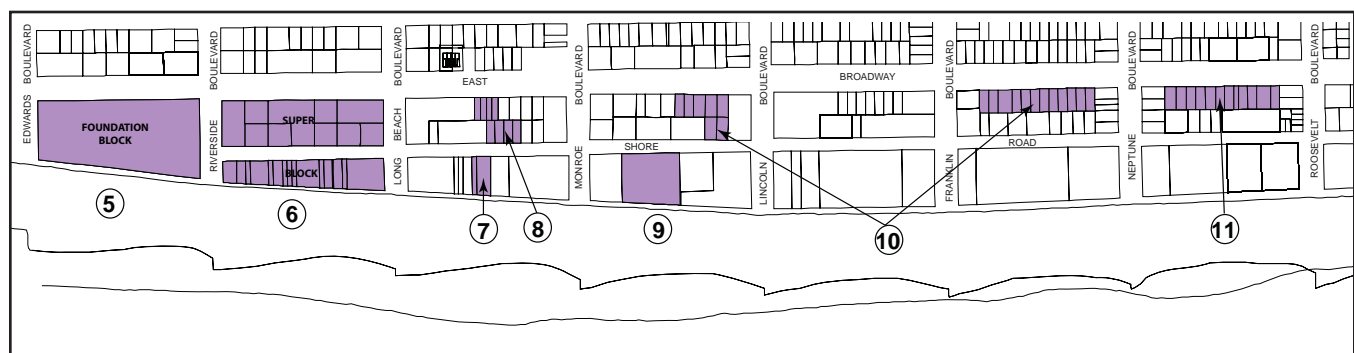 BOULEVARD
BOULEVARD
BOULEVARD
BOULEVARD
BOULEVARD
BOULEVARD
BOULEVARD
BOULEVARD
EAST
BROADWAY
EDWARDS
RIVERSIDE
BEACH
LONG
MONROE
LINCOLN
FRANKLIN
NEPTUNE
ROOSEVELT
FOUNDATION
BLOCK
SUPER
BLOCK
SHORE
ROAD
5
6
7
8
9
10
11